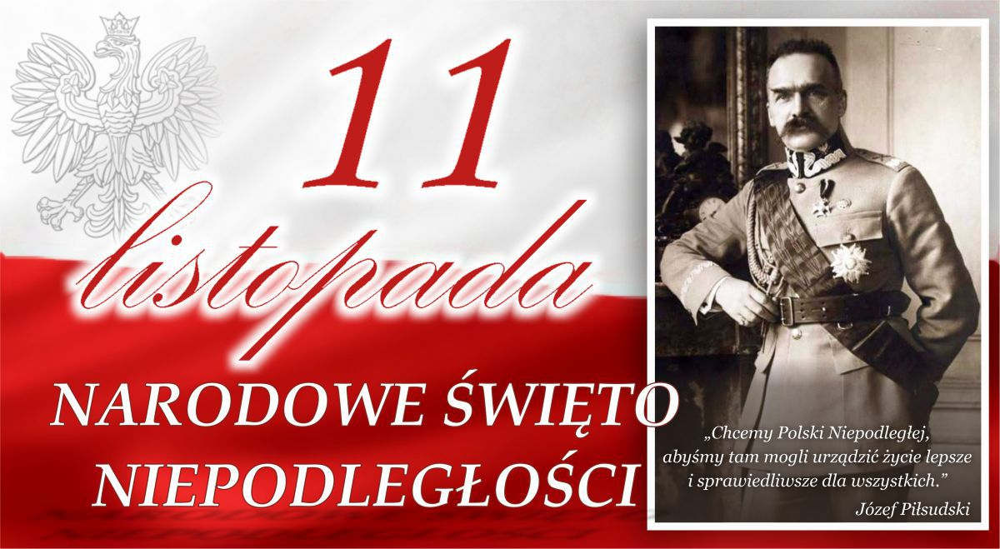 11
listopada
NARODOWE ŚWIĘTO
NIEPODLEGŁOŚCI
„Chcemy Polski Niepodległej,
abyśmy tam mogli urządzić życie lepsze
i sprawiedliwsze dla wszystkich.”
Józef Piłsudski